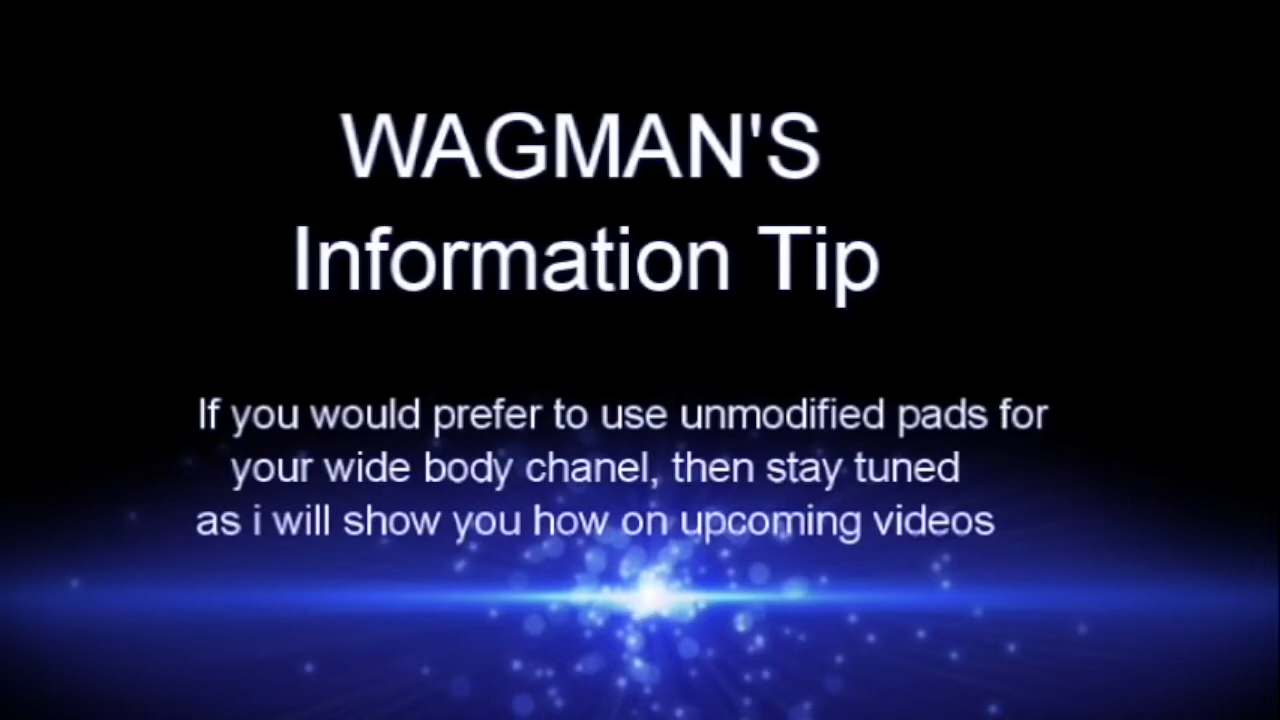 WAGMAN'S
Information Tip
If you would prefer to use unmodified pads for
your wide body chanel, then stay tuned
as i will show you how on upcoming videos